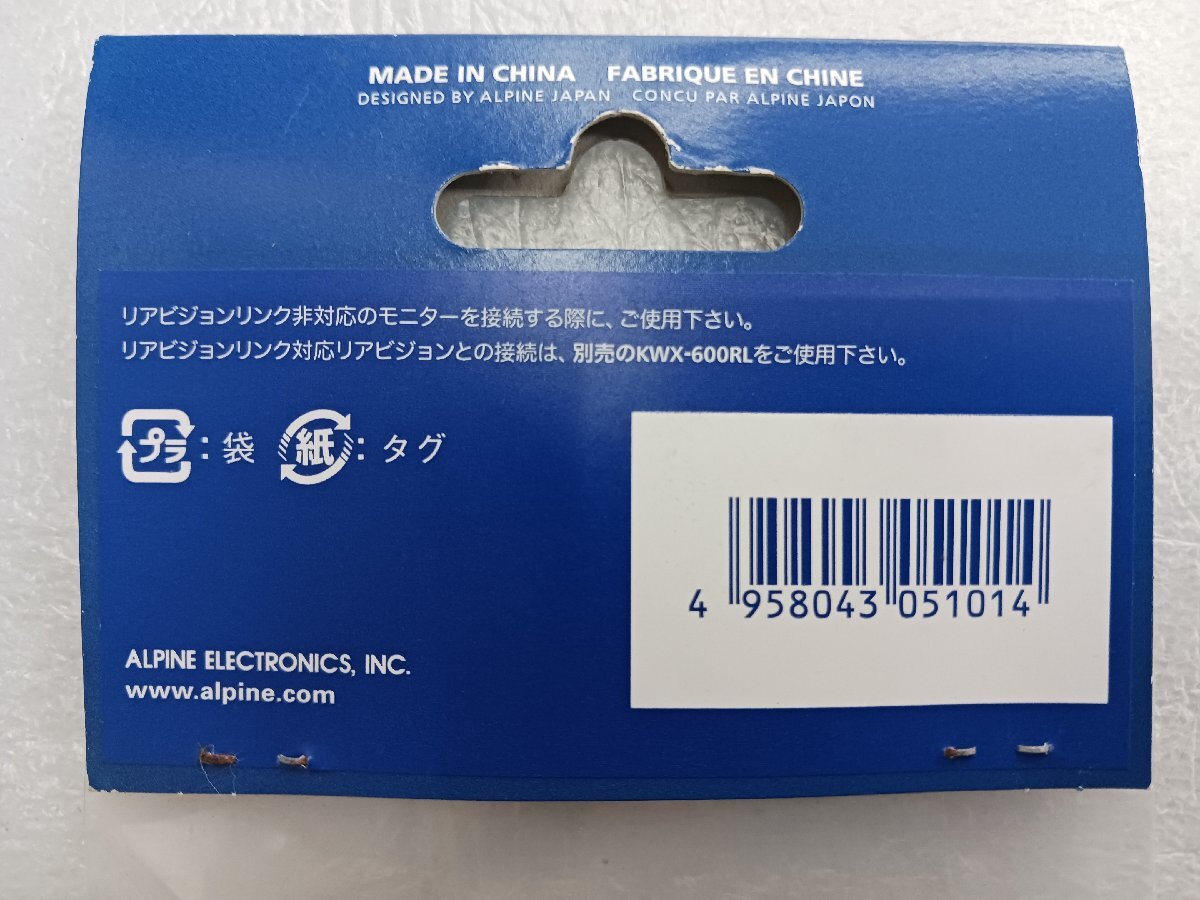 MADE IN CHINA FABRIQUE EN CHINE
DESIGNED BY ALPINE JAPAN CONCU PAR ALPINE JAPON
リアビジョンリンク非対応のモニターを接続する際に、ご使用下さい。
リアビジョンリンク対応リアビジョンとの接続は、別売のKWX-600RLをご使用下さい。
プラ:袋 紙:タグ
4 958043 051014
ALPINE ELECTRONICS, INC.
www.alpine.com